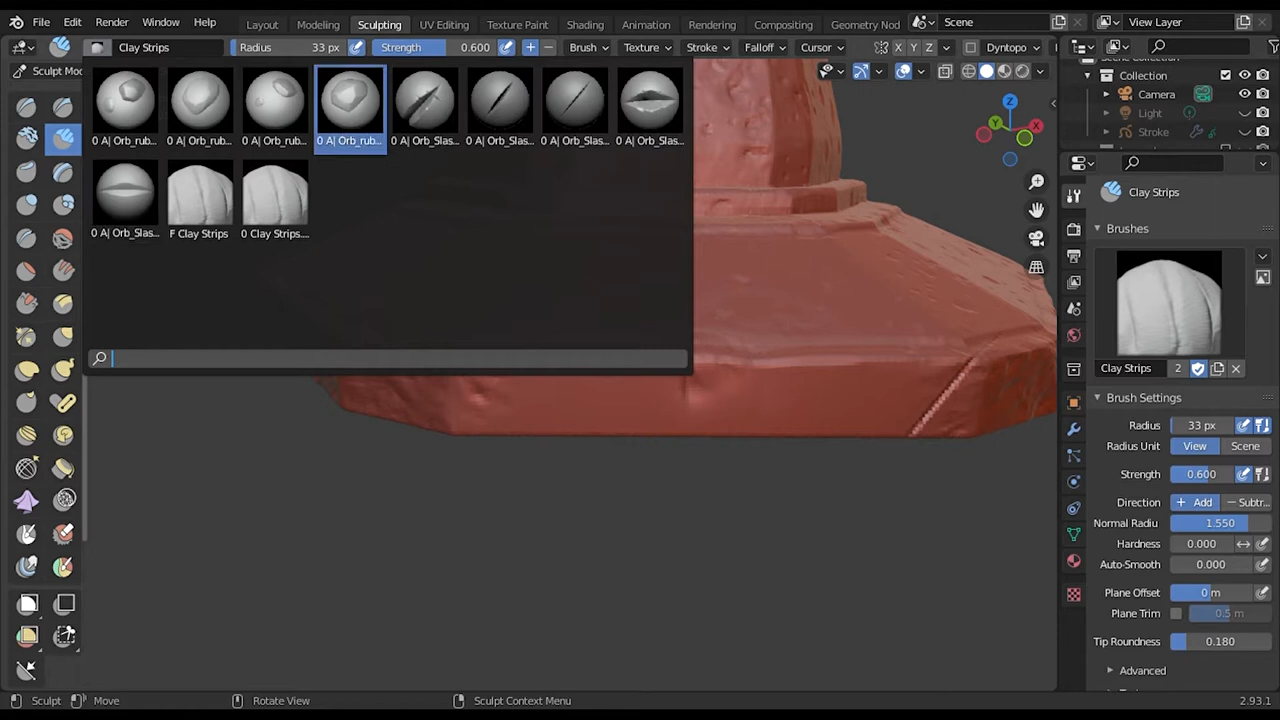 File Edit Render Window Help Layout Modeling Sculpting UV Editing Texture Paint Shading Animation Rendering Compositing Geometry Nod Scene View Layer
Clay Strips Radius 33 px Strength 0.600 Brush Texture Stroke Falloff Cursor X Y Z Dyntopo
Sculpt Mod
0 A| Orb_rub... 0 A| Orb_rub... 0 A| Orb_rub... 0 A| Orb_rub... 0 A| Orb_Slas... 0 A| Orb_Slas... 0 A| Orb_Slas... 0 A| Orb_Slas...
0 A| Orb_Slas... F Clay Strips 0 Clay Strips....
Z
Y X
Scene Collection
Collection
Camera
Light
Stroke
Clay Strips
Brushes
Clay Strips 2
Brush Settings
Radius 33 px
Radius Unit View Scene
Strength 0.600
Direction + Add Subtr...
Normal Radiu 1.550
Hardness 0.000
Auto-Smooth 0.000
Plane Offset 0 m
Plane Trim 0.5 m
Tip Roundness 0.180
Advanced
Sculpt Move Rotate View Sculpt Context Menu 2.93.1